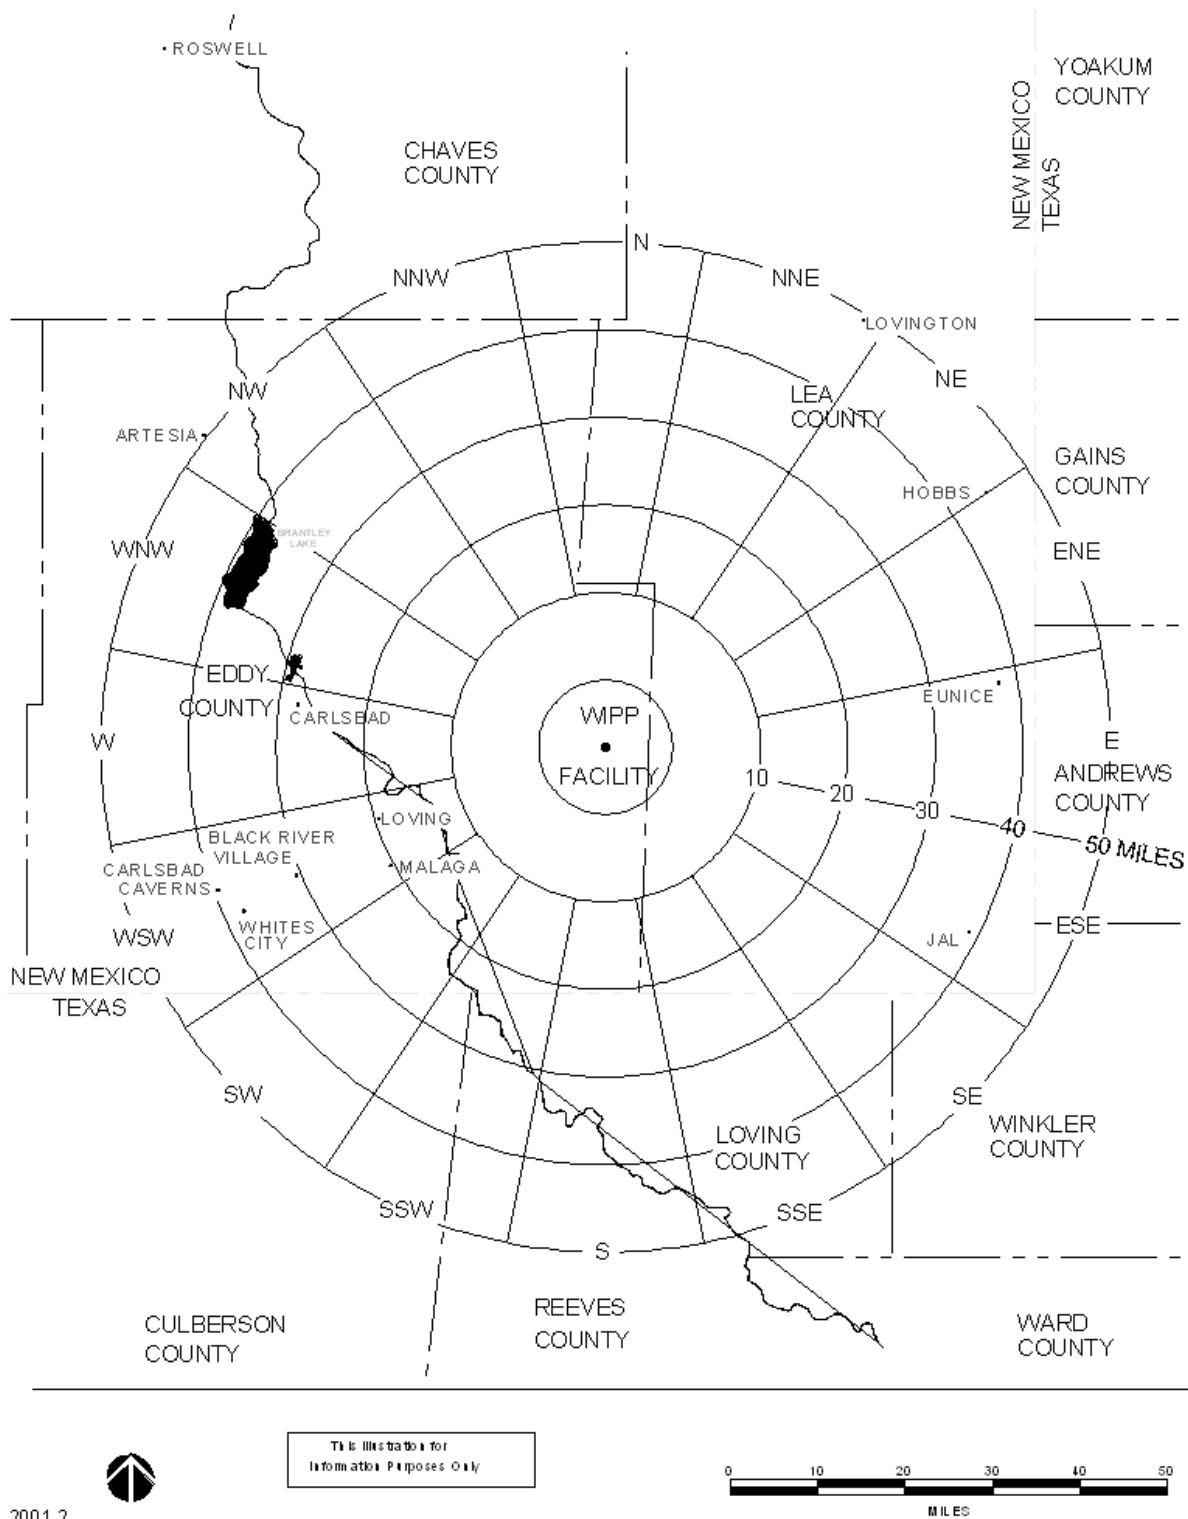 ROSWELL
YOAKUM
COUNTY
NEW MEXICO
TEXAS
CHAVES
COUNTY
N
NNW
NNE
LOVINGTON
NW
NE
LEA
COUNTY
ARTESIA
GAINS
COUNTY
HOBBS
BRANTLEY
LAKE
WNW
ENE
EDDY
COUNTY
CARLSBAD
EUNICE
WIPP
FACILITY
W
E
ANDREWS
COUNTY
10
20
30
40
50 MILES
LOVING
BLACK RIVER
VILLAGE
MALAGA
CARLSBAD
CAVERNS
WHITES
CITY
WSW
JAL
ESE
NEW MEXICO
TEXAS
SW
SE
WINKLER
COUNTY
LOVING
COUNTY
SSW
SSE
S
REEVES
COUNTY
CULBERSON
COUNTY
WARD
COUNTY
This Illustration for
Information Purposes Only
0 10 20 30 40 50
MILES
2001.2